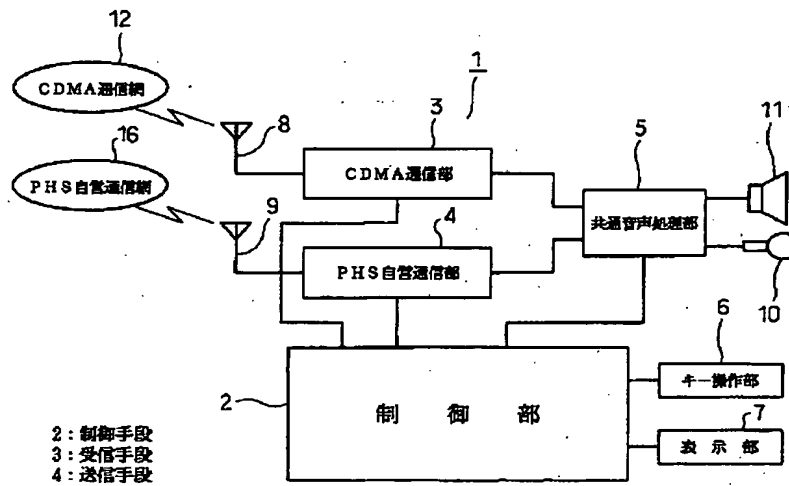 12
CDMA通信網
16
PHS自営通信網
8
9
1
3
CDMA通信部
4
PHS自営通信部
5
共通音声処理部
11
10
6
キー操作部
7
表示部
2
制御部
2:制御手段
3:受信手段
4:送信手段